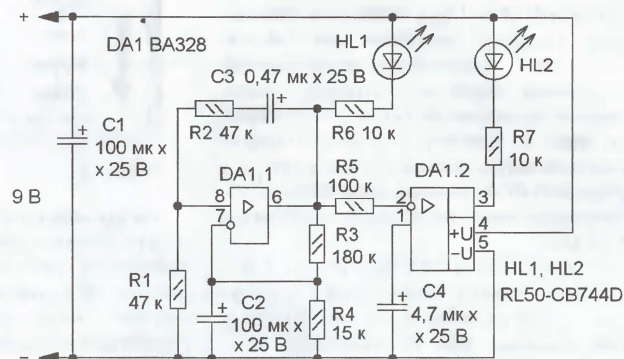 +
DA1 BA328
HL1
HL2
C3 0,47 мк x 25 В
C1
100 мк x
x 25 В
R2 47 к
R6 10 к
R7
10 к
9 В
DA1.1
R5
100 к
DA1.2
8
7
6
2
1
3
4
5
+U
−U
R3
180 к
R1
47 к
C2
100 мк x
x 25 В
R4
15 к
C4
4,7 мк x
x 25 В
HL1, HL2
RL50-CB744D
−